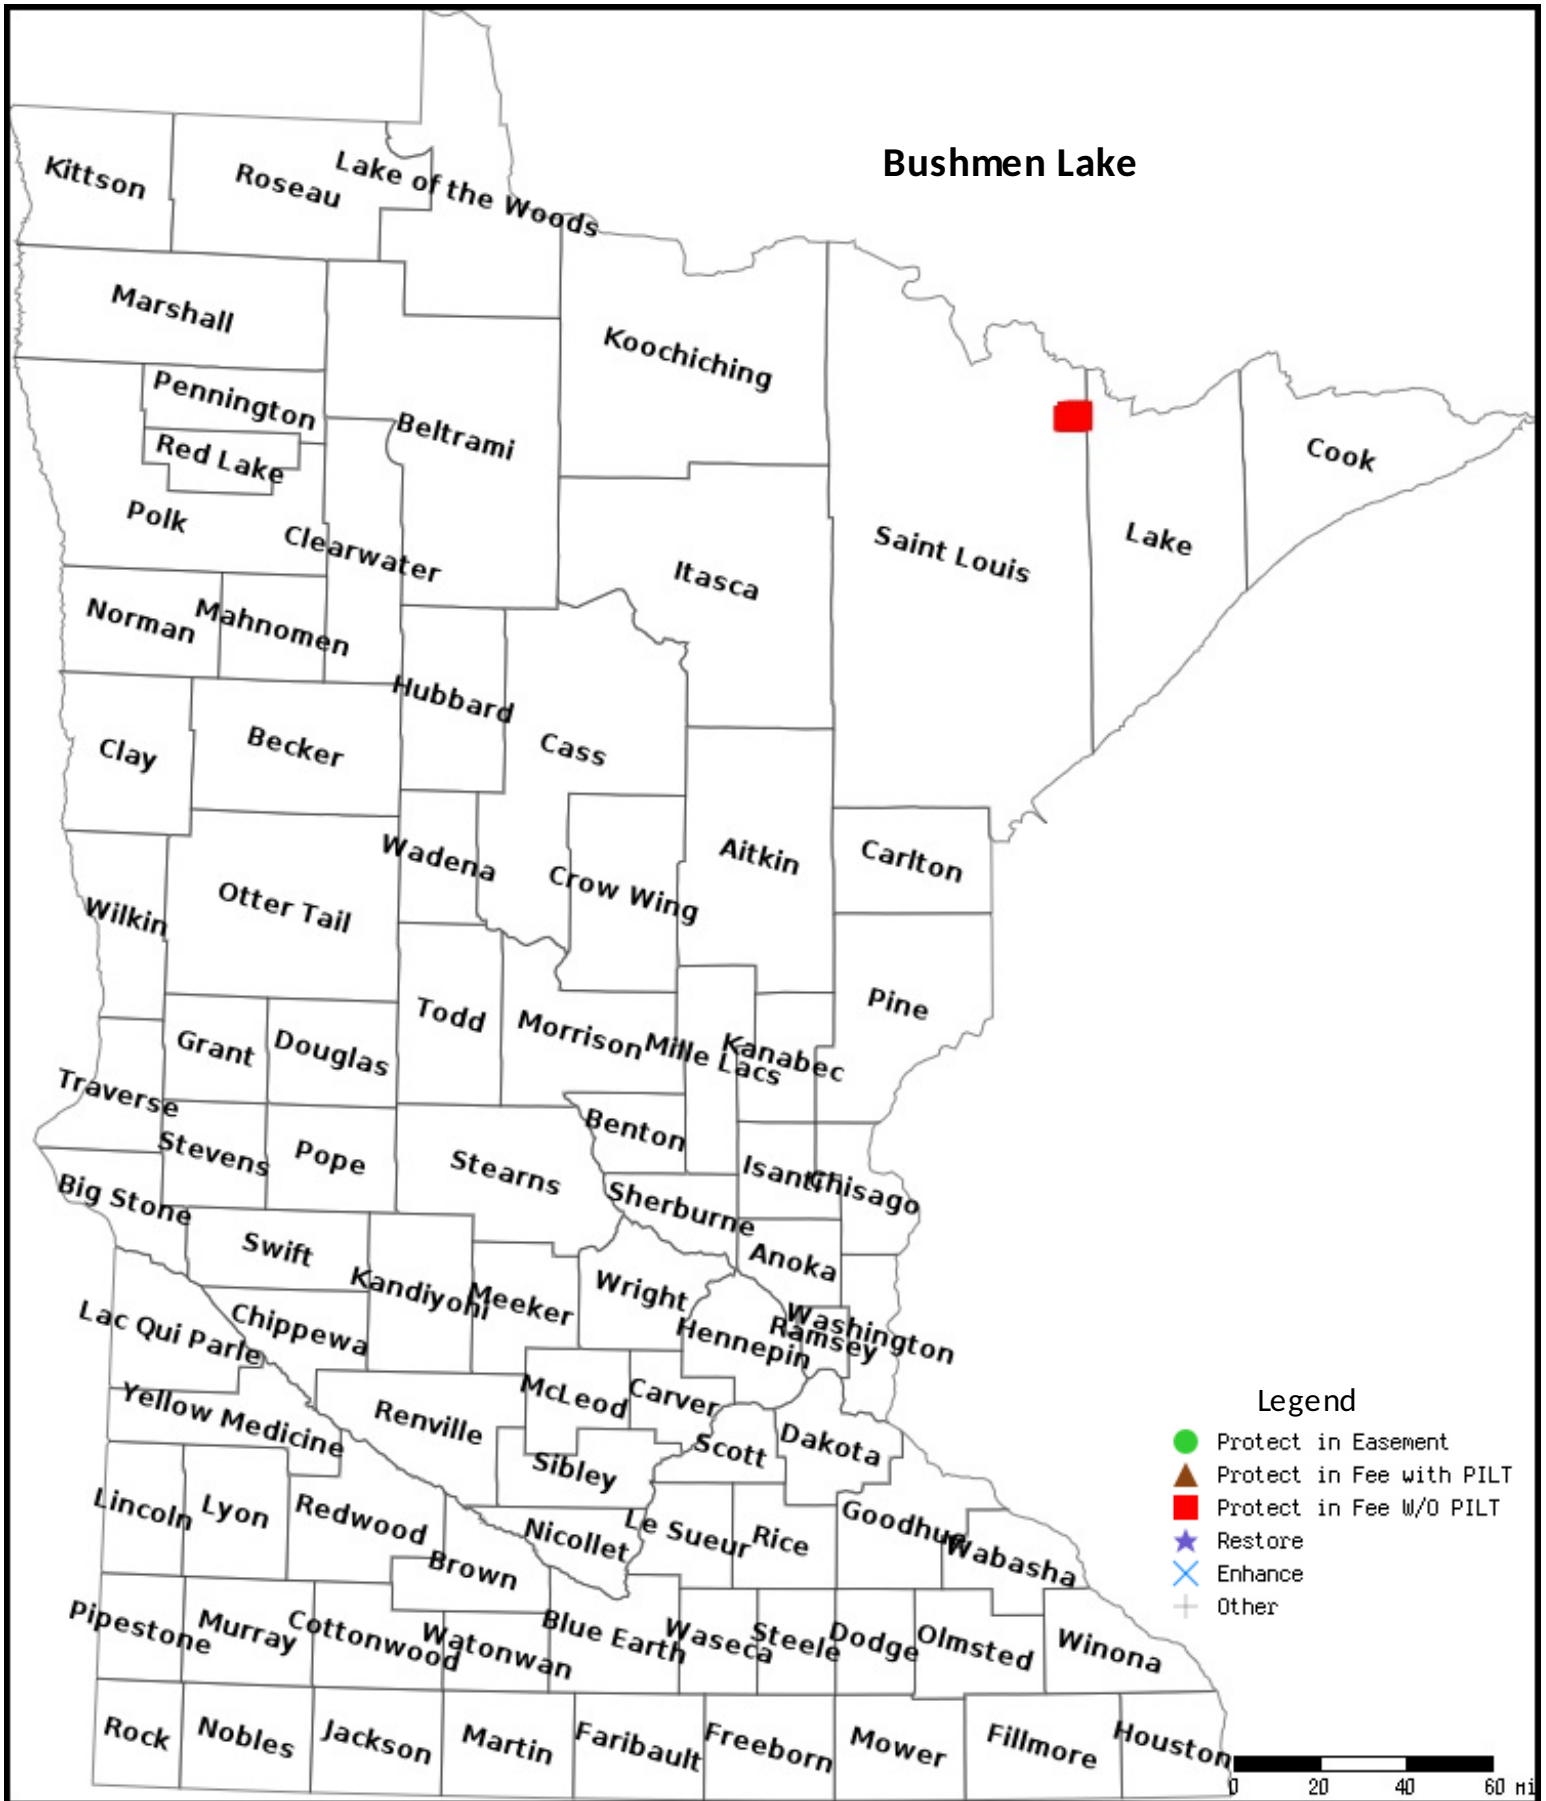 Bushmen Lake
Kittson
Roseau
Lake of the Woods
Marshall
Koochiching
Pennington
Beltrami
Red Lake
Cook
Polk
Clearwater
Saint Louis
Lake
Itasca
Norman
Mahnomen
Hubbard
Clay
Becker
Cass
Wadena
Aitkin
Carlton
Crow Wing
Otter Tail
Wilkin
Pine
Todd
Morrison
Mille Lacs
Kanabec
Grant
Douglas
Traverse
Benton
Stevens
Pope
Stearns
Isanti
Chisago
Big Stone
Sherburne
Swift
Anoka
Kandiyohi
Meeker
Wright
Lac Qui Parle
Chippewa
Hennepin
Ramsey
Washington
Yellow Medicine
Renville
McLeod
Carver
Scott
Dakota
Sibley
Lincoln
Lyon
Redwood
Nicollet
Le Sueur
Rice
Goodhue
Wabasha
Brown
Pipestone
Murray
Cottonwood
Watonwan
Blue Earth
Waseca
Steele
Dodge
Olmsted
Winona
Rock
Nobles
Jackson
Martin
Faribault
Freeborn
Mower
Fillmore
Houston
Legend
Protect in Easement
Protect in Fee with PILT
Protect in Fee W/O PILT
Restore
Enhance
Other
0 20 40 60 mi